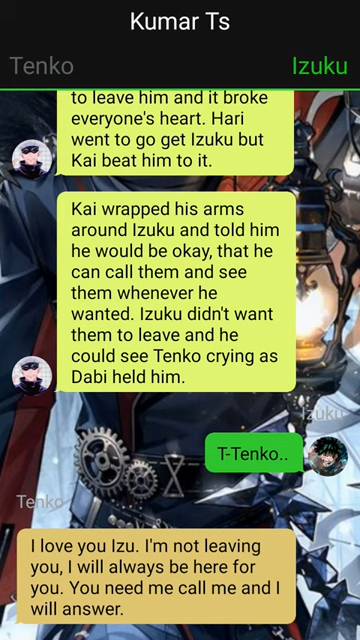 Kumar Ts
Tenko
Izuku
to leave him and it broke
everyone's heart. Hari
went to go get Izuku but
Kai beat him to it.
Kai wrapped his arms
around Izuku and told him
he would be okay, that he
can call them and see
them whenever he
wanted. Izuku didn't want
them to leave and he
could see Tenko crying as
Dabi held him.
Izuku
T-Tenko..
Tenko
I love you Izu. I'm not leaving
you, I will always be here for
you. You need me call me and I
will answer.